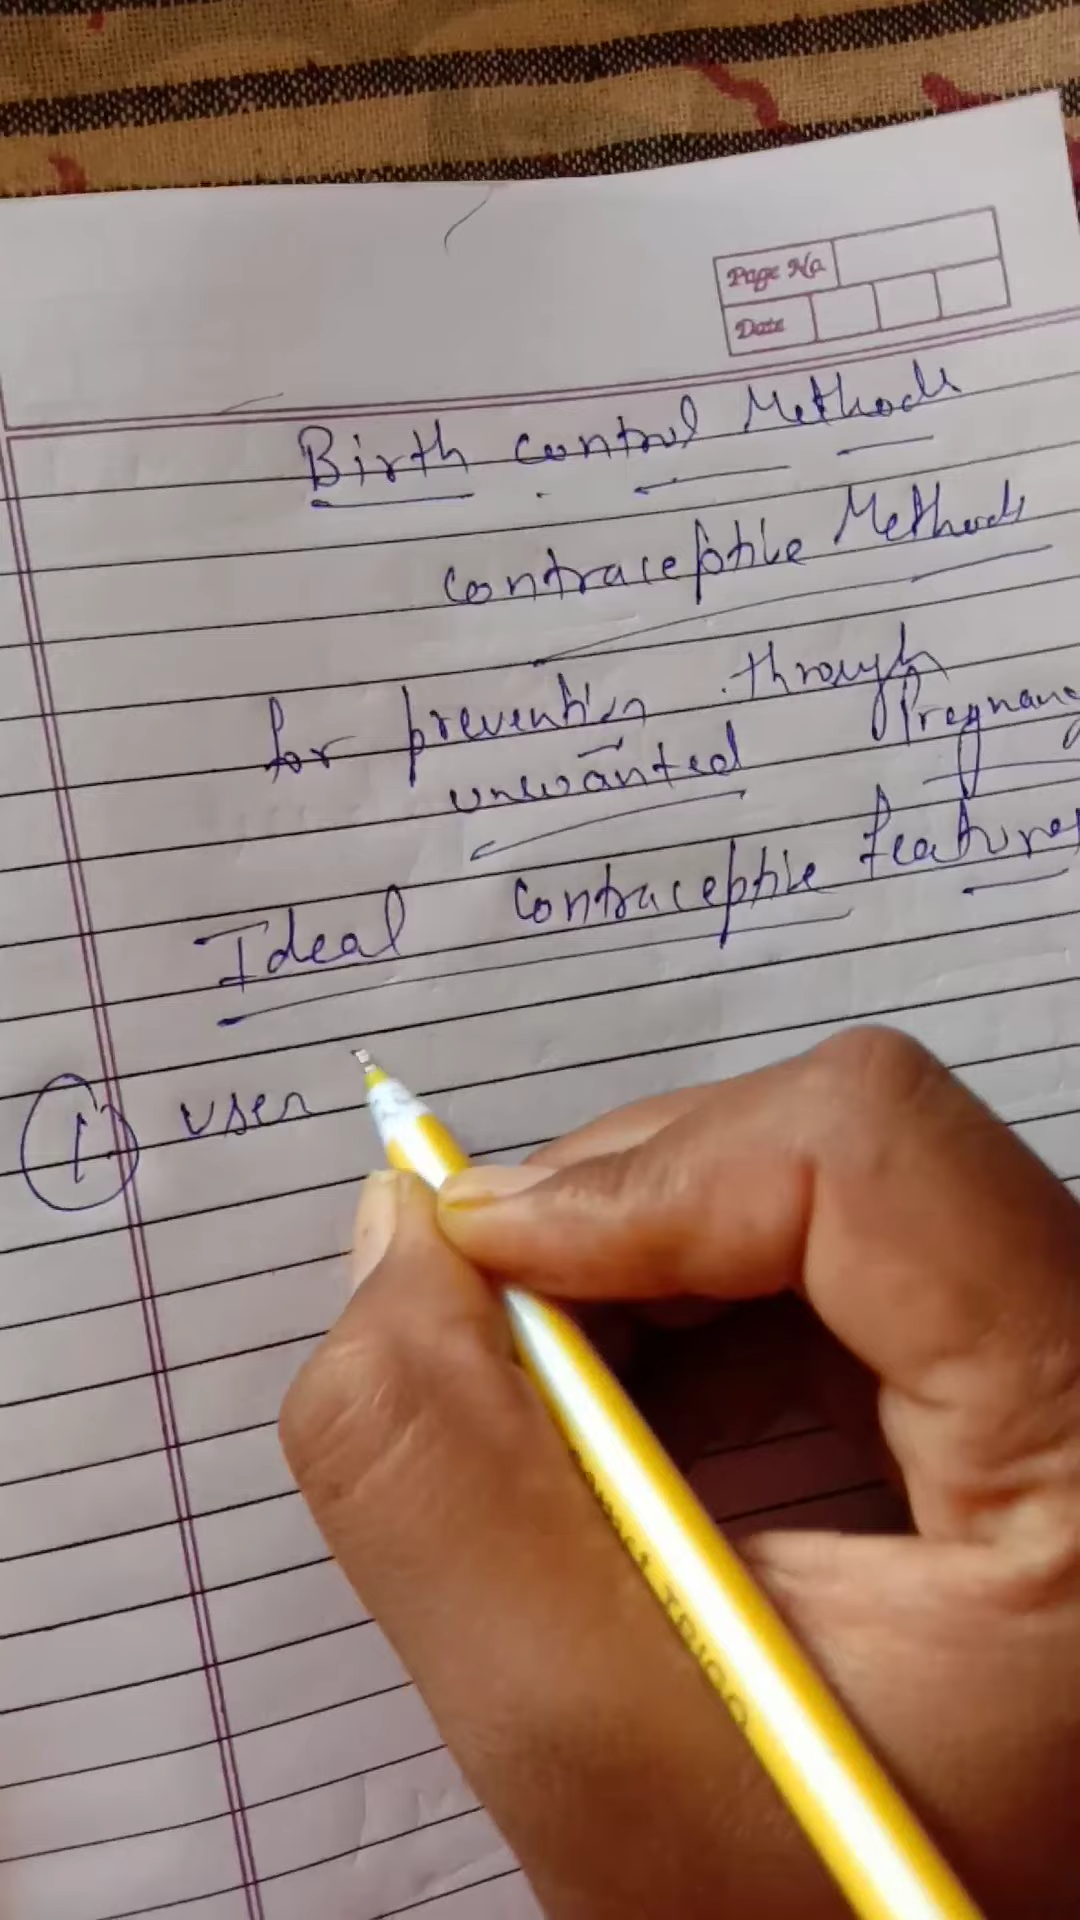 Page No.
Date
Birth control Methods
contraceptive Methods
for prevention through
unwanted Pregnanc
Ideal contraceptive features
1 user